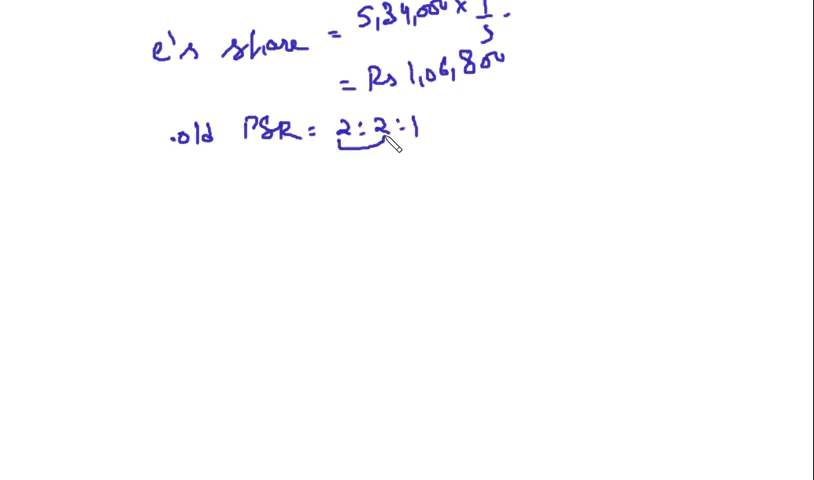 e's share = 5,34,000 × 1/5.
= Rs 1,06,800
.old PSR = 2 : 2 : 1